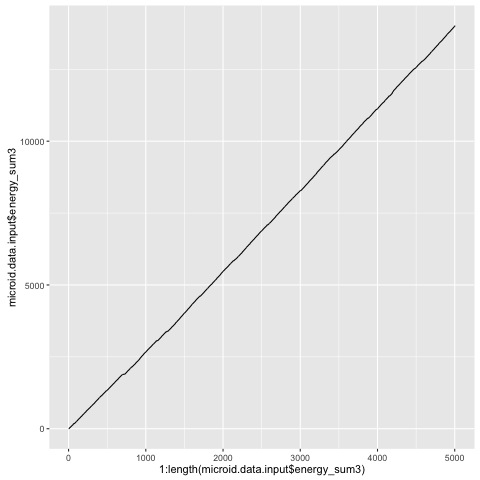 microid.data.input$energy_sum3
10000
5000
0
0 1000 2000 3000 4000 5000
1:length(microid.data.input$energy_sum3)